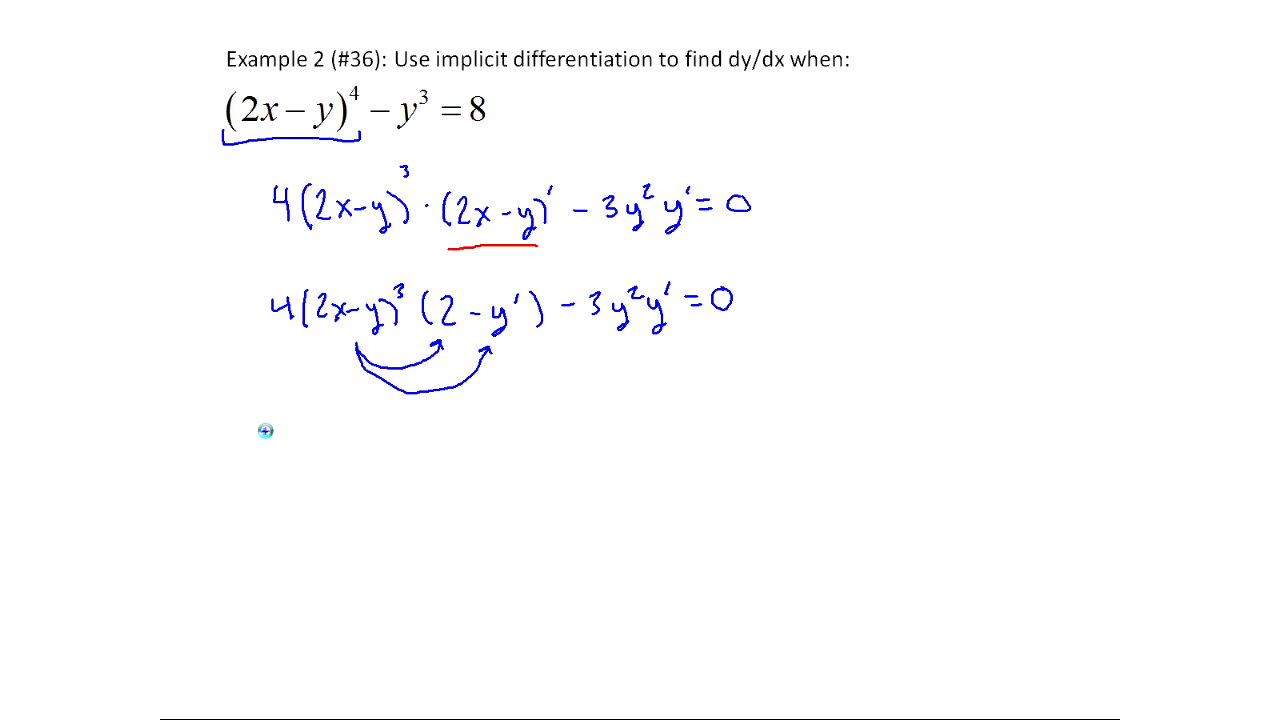 Example 2 (#36): Use implicit differentiation to find dy/dx when:
(2x − y)⁴ − y³ = 8
4(2x−y)³ · (2x −y)' − 3y² y' = 0
4(2x−y)³ (2 − y') − 3y²y' = 0